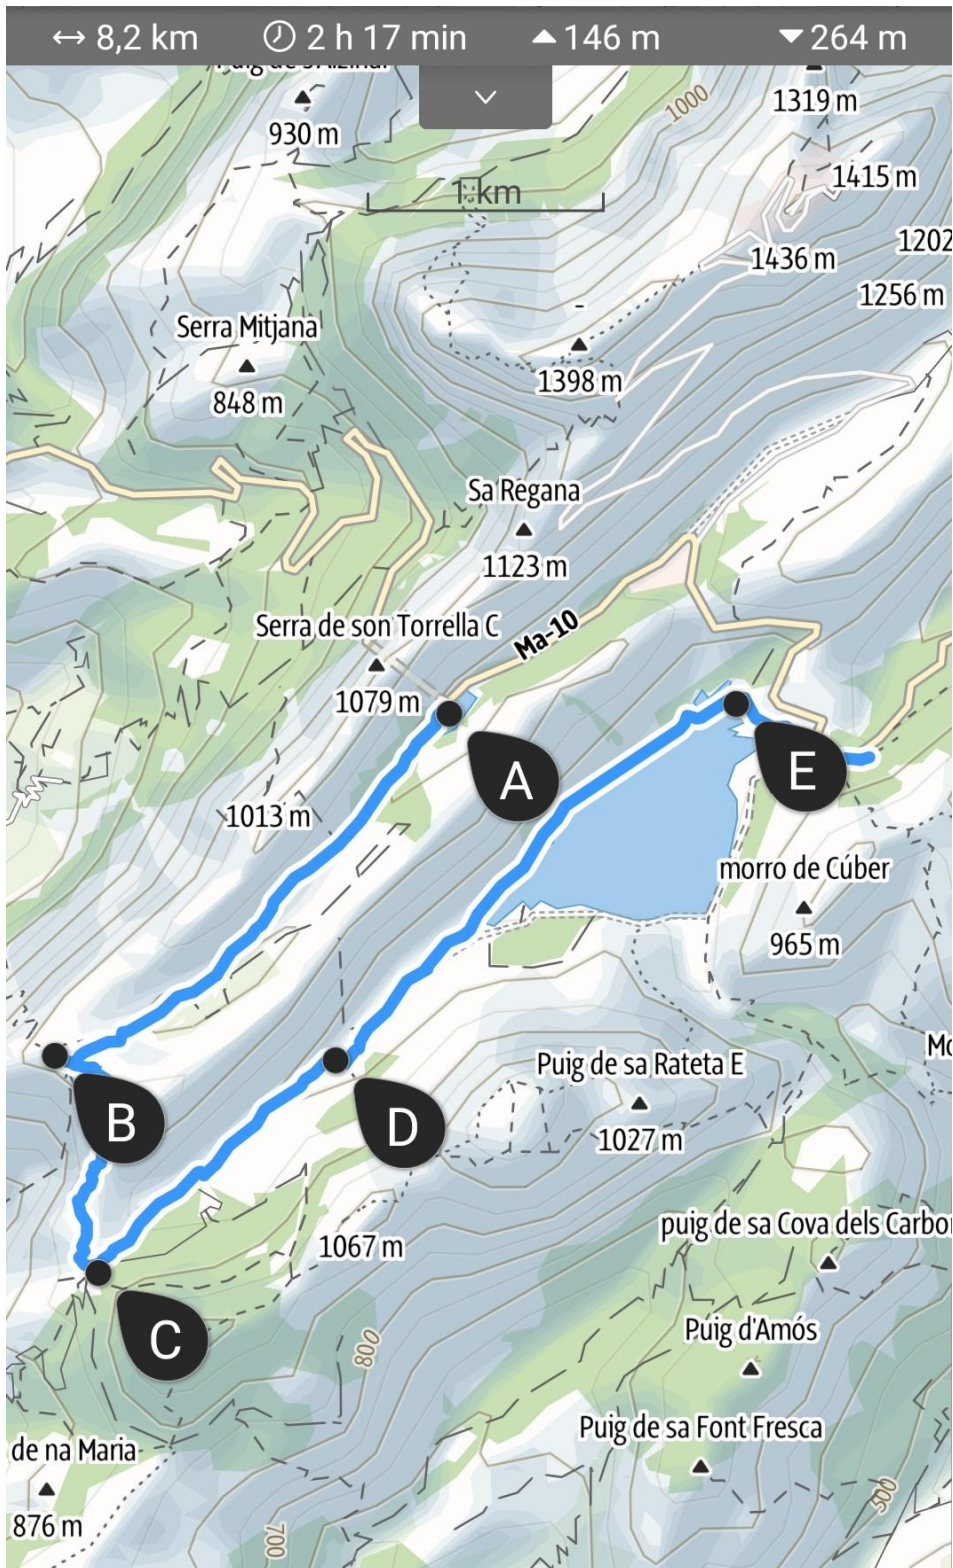 8,2 km 2 h 17 min 146 m 264 m
930 m
1000
1319 m
1 km
1415 m
1202
1436 m
1256 m
Serra Mitjana
848 m
1398 m
Sa Regana
1123 m
Serra de son Torrella C
Ma-10
1079 m
A
E
1013 m
morro de Cúber
965 m
B
D
Puig de sa Rateta E
1027 m
1067 m
puig de sa Cova dels Carbo
C
800
Puig d'Amós
Puig de sa Font Fresca
de na Maria
876 m
700
500